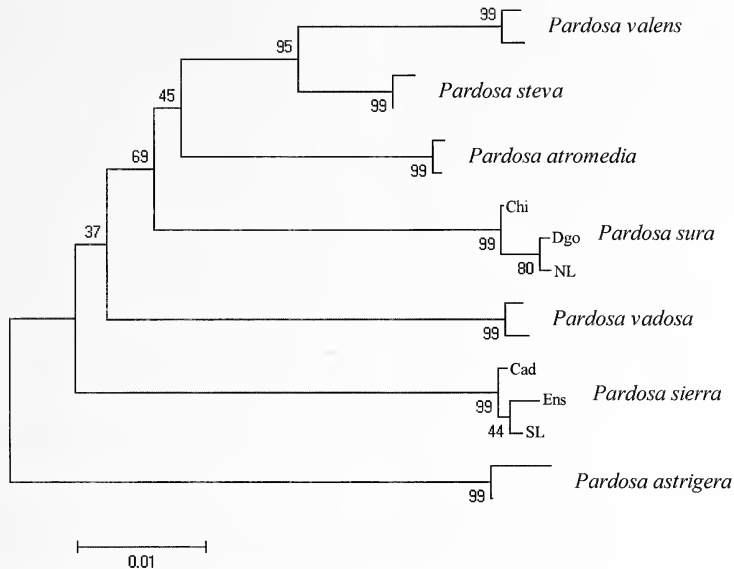 99
Pardosa valens
95
45
Pardosa steva
99
69
Pardosa atromedia
99
Chi
37
99
Dgo
Pardosa sura
80
NL
Pardosa vadosa
99
Cad
99
Ens
Pardosa sierra
44
SL
Pardosa astrigera
99
0.01